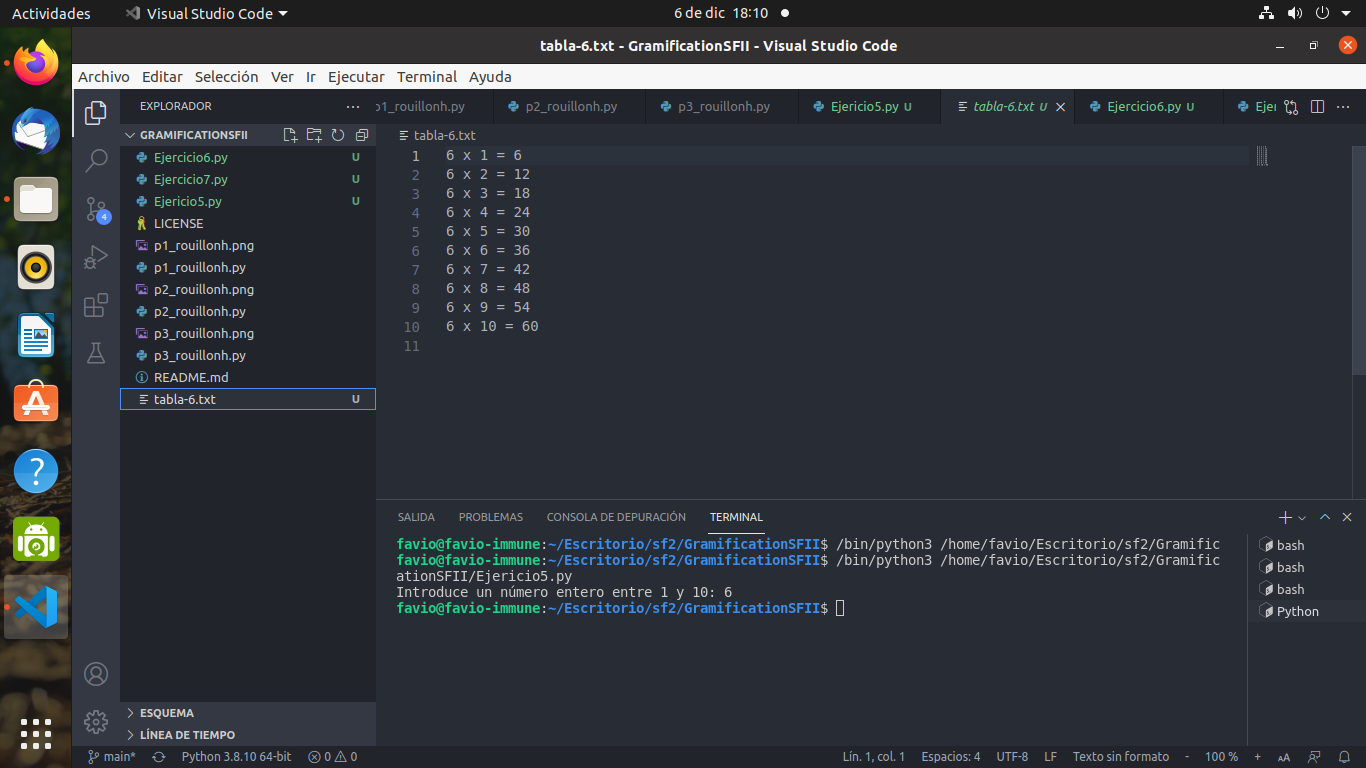 Actividades
Visual Studio Code
6 de dic 18:10
tabla-6.txt - GramificationSFII - Visual Studio Code
Archivo Editar Selección Ver Ir Ejecutar Terminal Ayuda
EXPLORADOR
p1_rouillonh.py
p2_rouillonh.py
p3_rouillonh.py
Ejericio5.py U
tabla-6.txt U
Ejercicio6.py U
Ejer
GRAMIFICATIONSFII
Ejercicio6.py U
Ejercicio7.py U
Ejericio5.py U
LICENSE
p1_rouillonh.png
p1_rouillonh.py
p2_rouillonh.png
p2_rouillonh.py
p3_rouillonh.png
p3_rouillonh.py
README.md
tabla-6.txt U
4
ESQUEMA
LÍNEA DE TIEMPO
tabla-6.txt
1 6 x 1 = 6
2 6 x 2 = 12
3 6 x 3 = 18
4 6 x 4 = 24
5 6 x 5 = 30
6 6 x 6 = 36
7 6 x 7 = 42
8 6 x 8 = 48
9 6 x 9 = 54
10 6 x 10 = 60
11
SALIDA PROBLEMAS CONSOLA DE DEPURACIÓN TERMINAL
favio@favio-immune:~/Escritorio/sf2/GramificationSFII$ /bin/python3 /home/favio/Escritorio/sf2/Gramific
favio@favio-immune:~/Escritorio/sf2/GramificationSFII$ /bin/python3 /home/favio/Escritorio/sf2/Gramific
ationSFII/Ejericio5.py
Introduce un número entero entre 1 y 10: 6
favio@favio-immune:~/Escritorio/sf2/GramificationSFII$
bash
bash
bash
Python
main* Python 3.8.10 64-bit 0 0 Lín. 1, col. 1 Espacios: 4 UTF-8 LF Texto sin formato - 100 % + AA